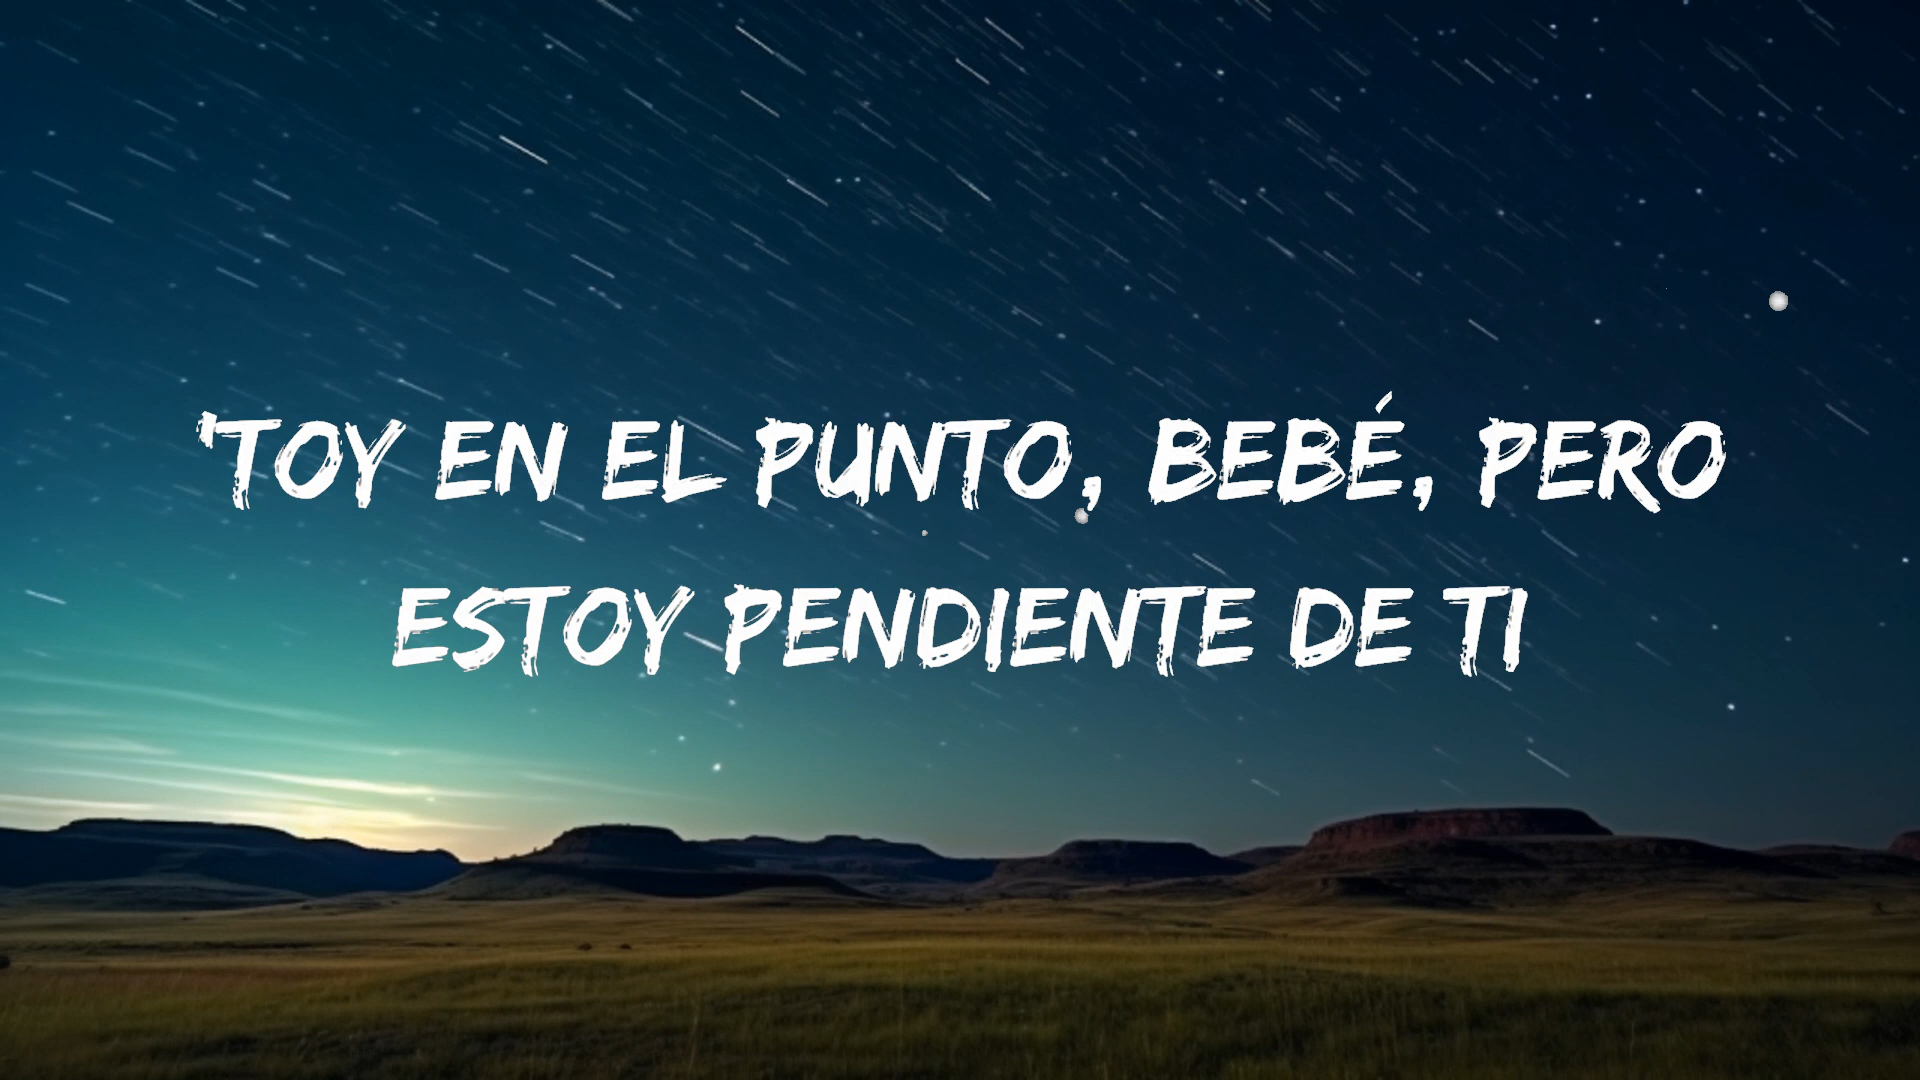 'TOY EN EL PUNTO, BEBÉ, PERO
ESTOY PENDIENTE DE TI